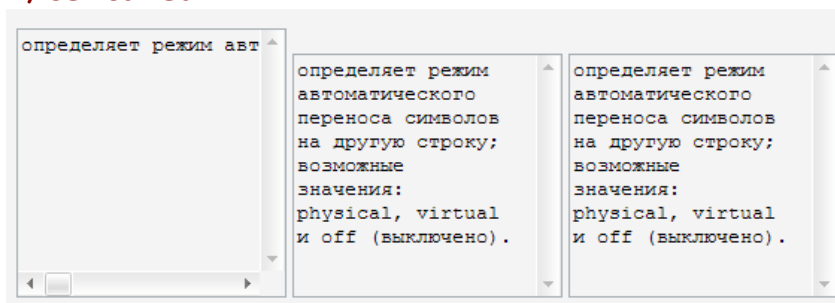 определяет режим авт
определяет режим
автоматического
переноса символов
на другую строку;
возможные
значения:
physical, virtual
и off (выключено).
определяет режим
автоматического
переноса символов
на другую строку;
возможные
значения:
physical, virtual
и off (выключено).